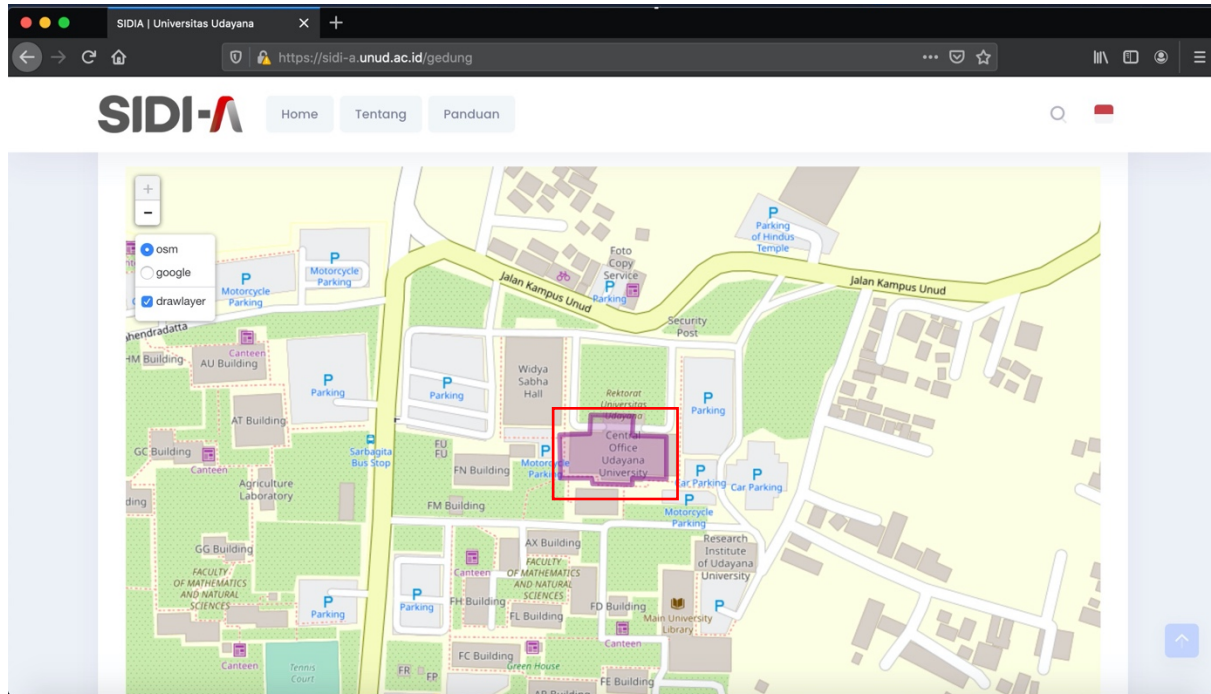 SIDIA | Universitas Udayana
https://sidi-a.unud.ac.id/gedung
SIDI-A
Home
Tentang
Panduan
+
-
osm
google
drawlayer
P
Motorcycle
Parking
P
Motorcycle
Parking
P
Parking
of Hindus
Temple
Foto
Copy
Service
P
Parking
Jalan Kampus Unud
Jalan Kampus Unud
Security
Post
hendradatta
HM Building
AU Building
Canteen
P
Parking
P
Parking
Widya
Sabha
Hall
Rektorat
Universitas
Udayana
P
Parking
AT Building
Sarbagita
Bus Stop
FU
FU
Central
Office
Udayana
University
GC Building
Canteen
FN Building
P
Motorcycle
Parking
P
Car Parking
P
Car Parking
Agriculture
Laboratory
ding
FM Building
P
Motorcycle
Parking
GG Building
AX Building
Research
Institute
of Udayana
University
FACULTY
OF MATHEMATICS
AND NATURAL
SCIENCES
Canteen
FACULTY
OF MATHEMATICS
AND NATURAL
SCIENCES
P
Parking
P
Parking
FH Building
FL Building
FD Building
Main University
Library
P
Canteen
Canteen
Tennis
Court
FR
FP
FC Building
Green House
FE Building
AR Building